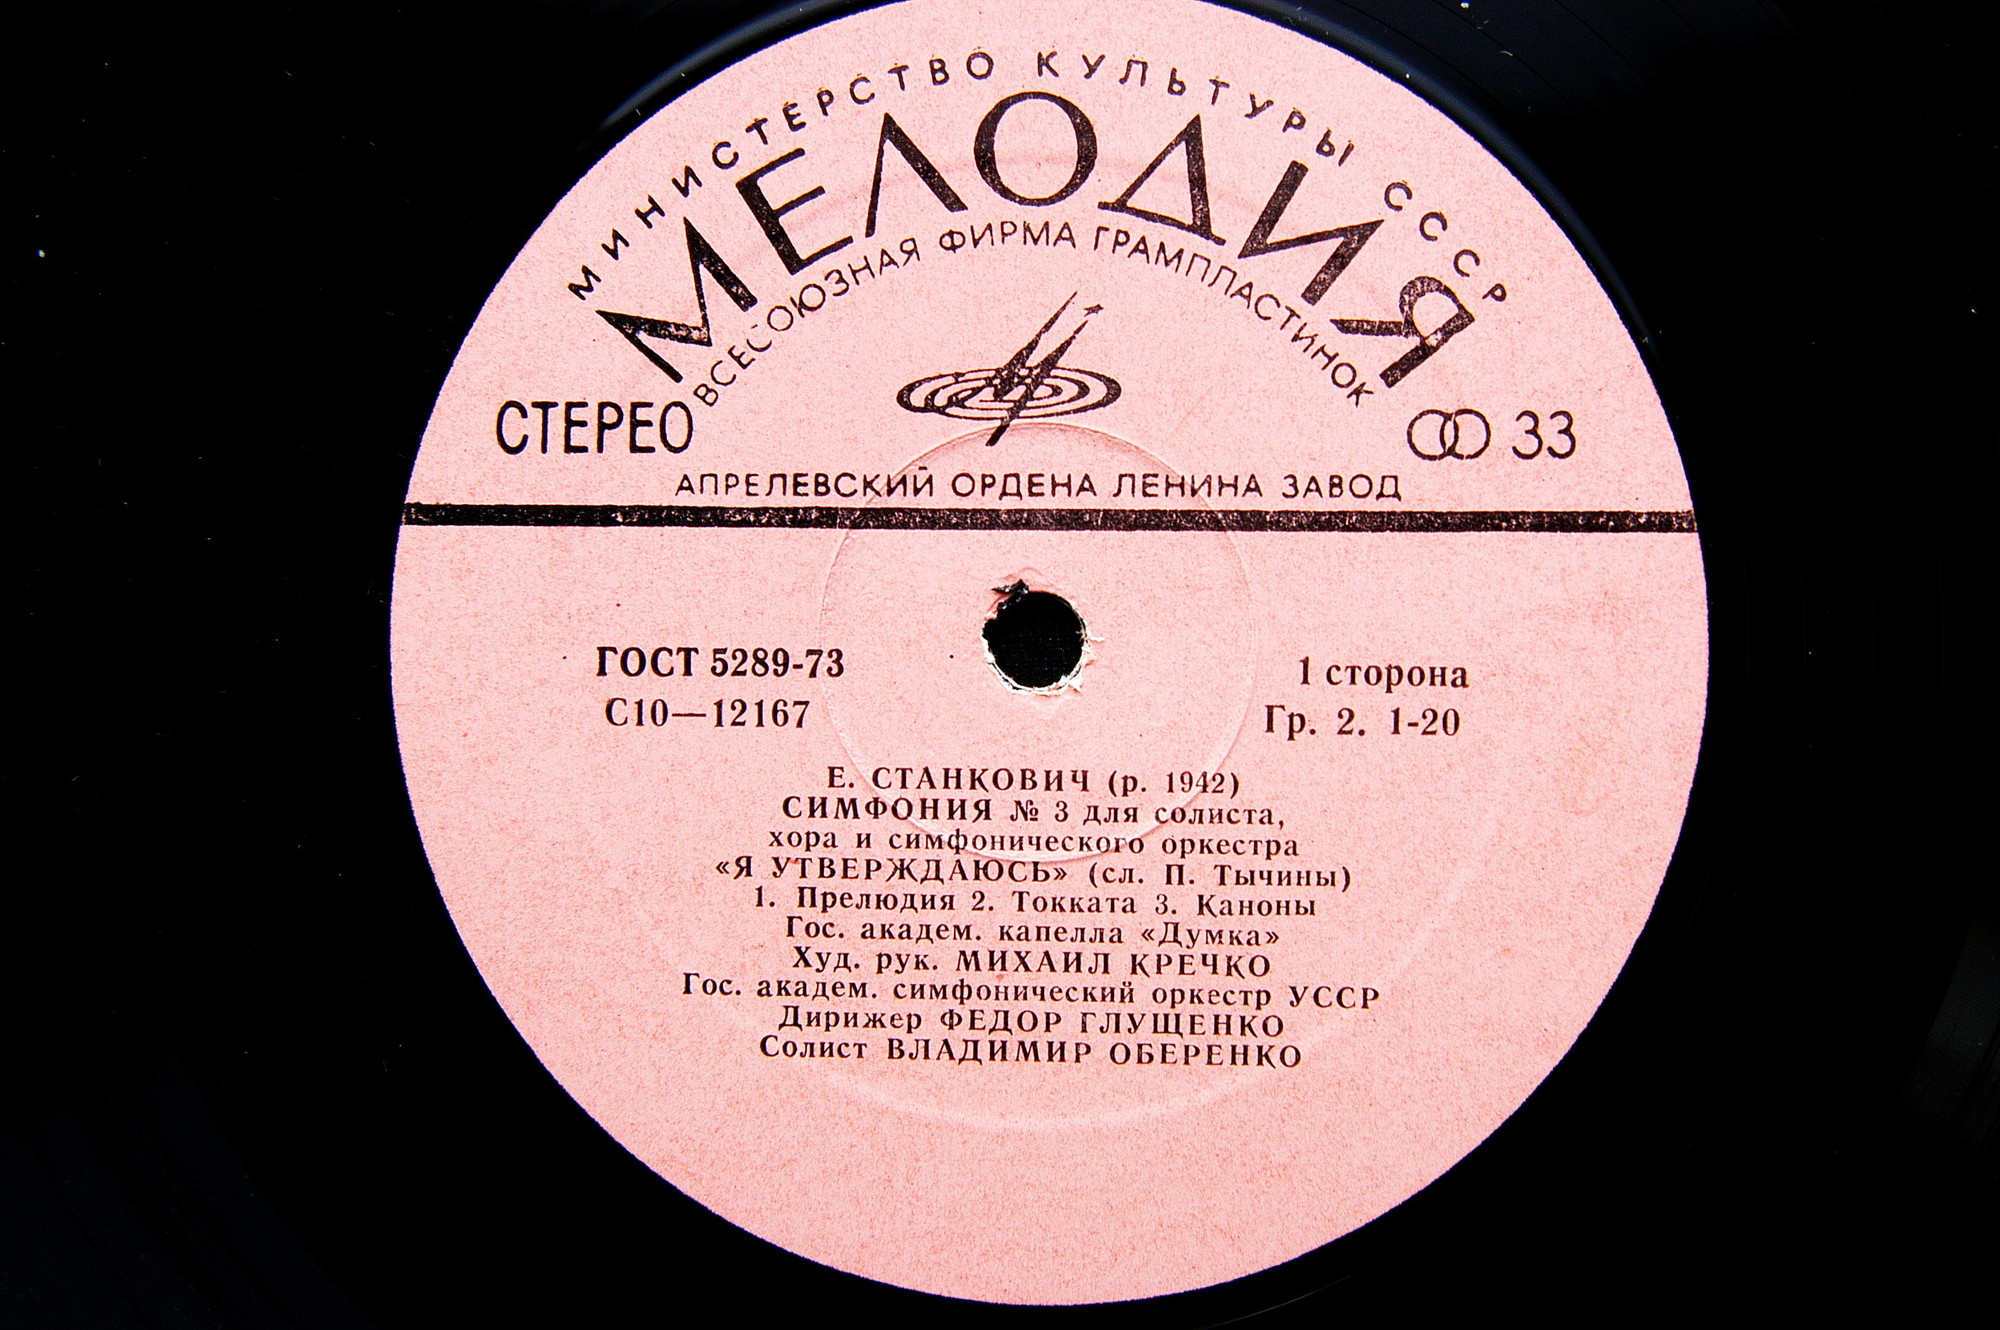 МИНИСТЕРСТВО КУЛЬТУРЫ СССР
МЕЛОДИЯ
ВСЕСОЮЗНАЯ ФИРМА ГРАМПЛАСТИНОК
СТЕРЕО
33
АПРЕЛЕВСКИЙ ОРДЕНА ЛЕНИНА ЗАВОД
ГОСТ 5289-73
1 сторона
С10—12167
Гр. 2. 1-20
Е. СТАНКОВИЧ (р. 1942)
СИМФОНИЯ № 3 для солиста,
хора и симфонического оркестра
«Я УТВЕРЖДАЮСЬ» (сл. П. Тычины)
1. Прелюдия 2. Токката 3. Каноны
Гос. академ. капелла «Думка»
Худ. рук. МИХАИЛ КРЕЧКО
Гос. академ. симфонический оркестр УССР
Дирижер ФЕДОР ГЛУЩЕНКО
Солист ВЛАДИМИР ОБЕРЕНКО